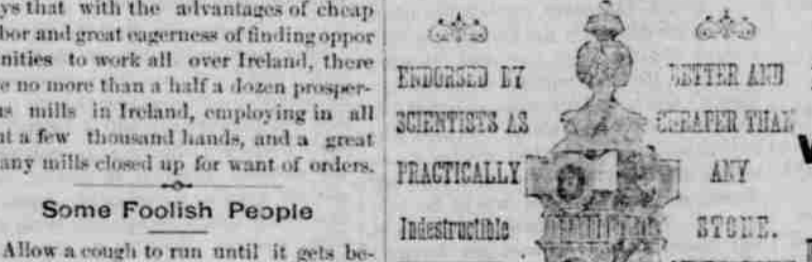 ys that with the advantages of cheap
bor and great eagerness of finding oppor
nities to work all over Ireland, there
e no more than a half a dozen prosper-
us mills in Ireland, employing in all
ut a few thousand hands, and a great
any mills closed up for want of orders.
Some Foolish People
Allow a cough to run until it gets be-
ENDORSED BY
SCIENTISTS AS
PRACTICALLY
Indestructible
BETTER AND
CHEAPER THAN
ANY
STONE.